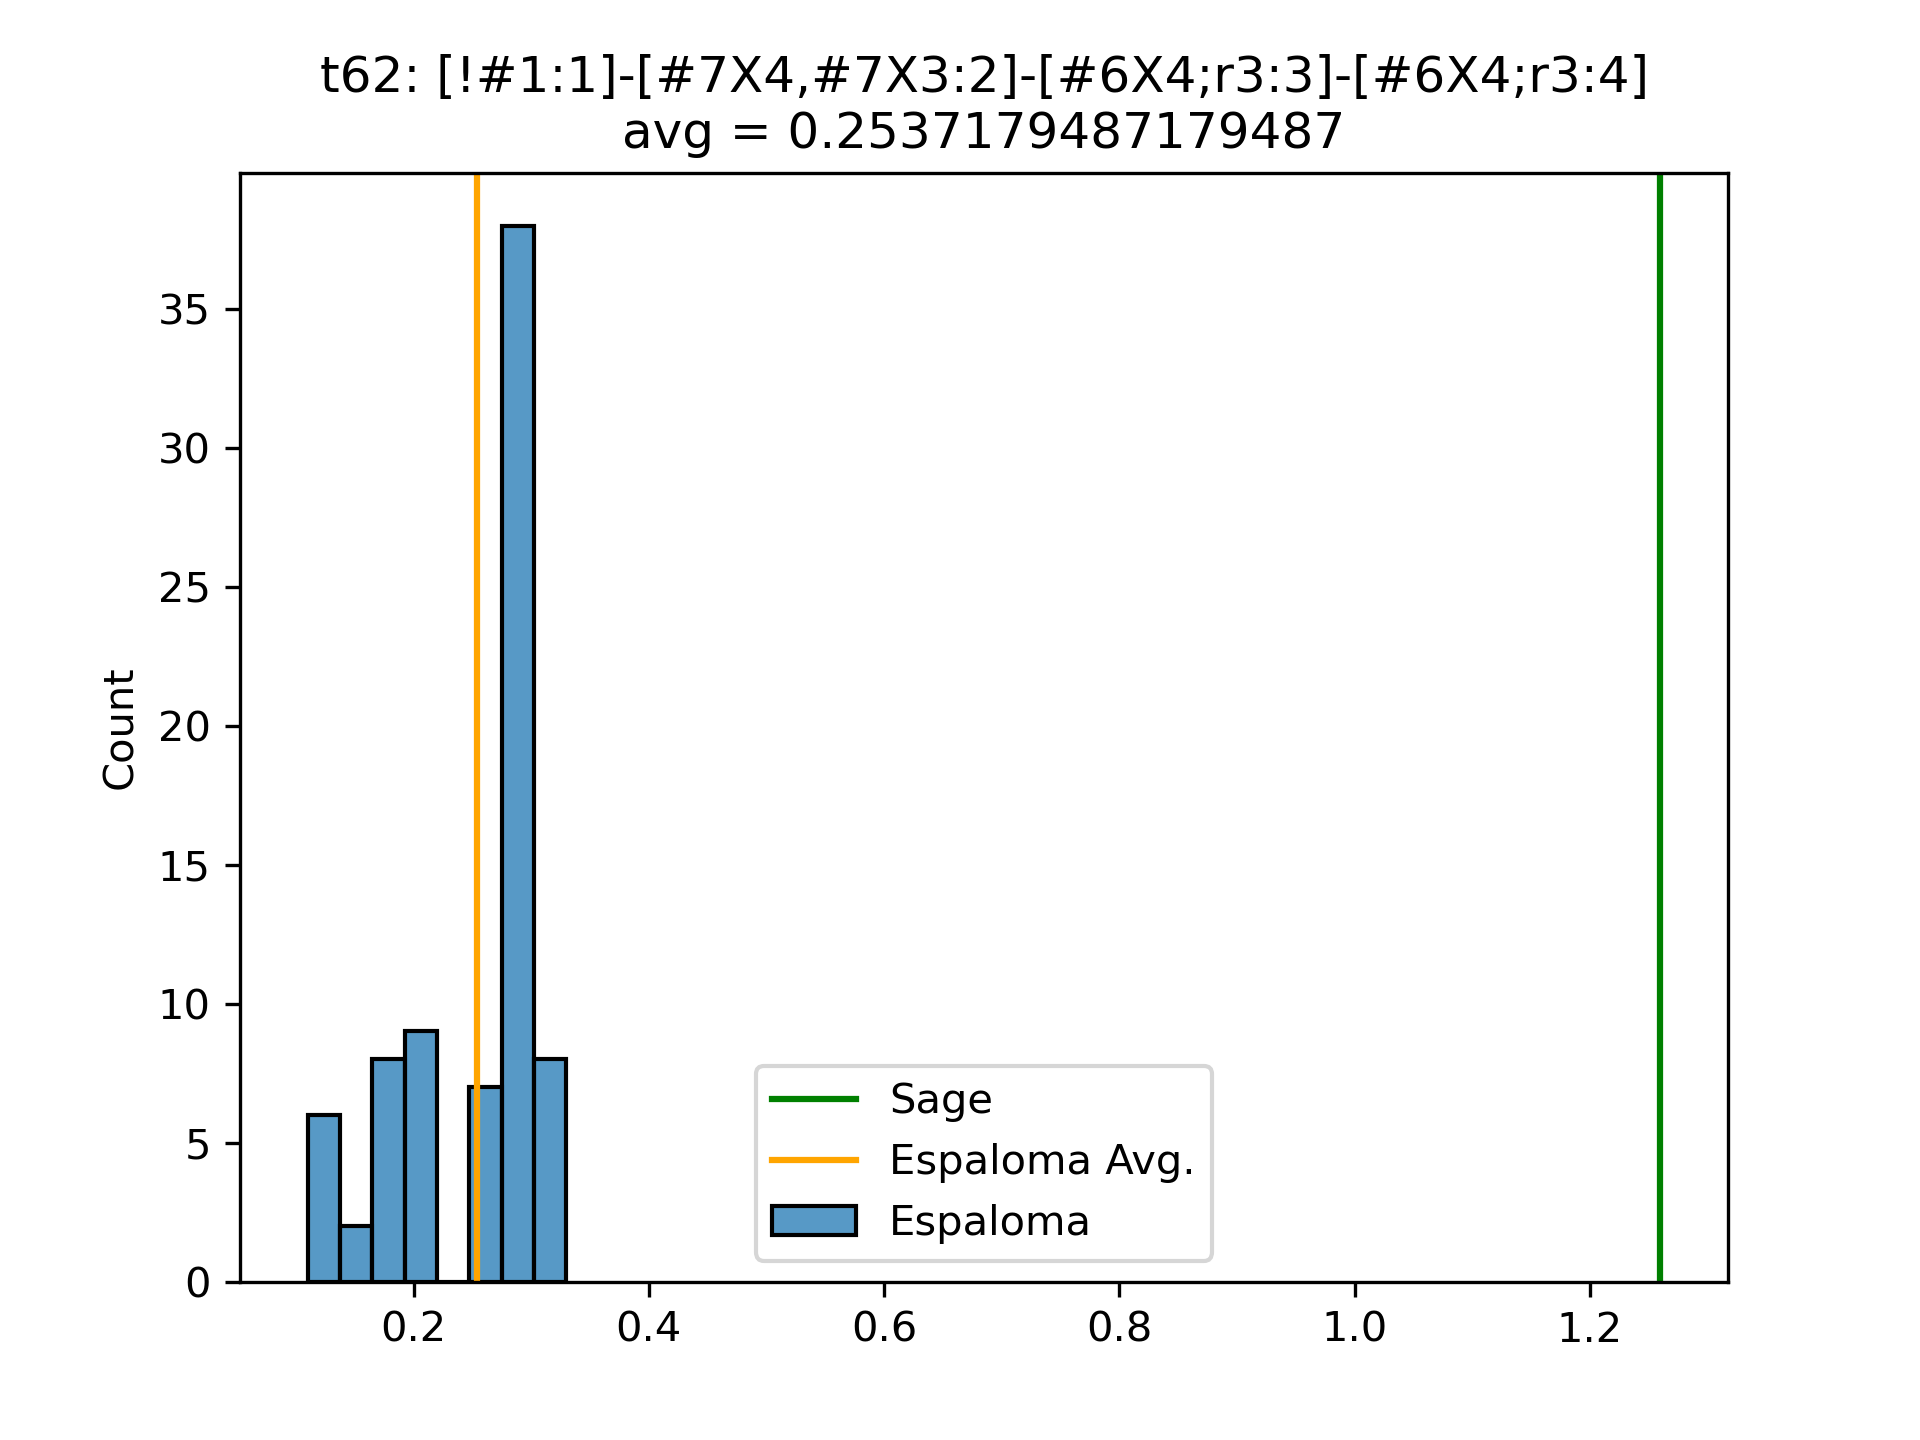 t62: [!#1:1]-[#7X4,#7X3:2]-[#6X4;r3:3]-[#6X4;r3:4]
avg = 0.2537179487179487
Count
35
30
25
20
15
10
5
0
Sage
Espaloma Avg.
Espaloma
0.2
0.4
0.6
0.8
1.0
1.2